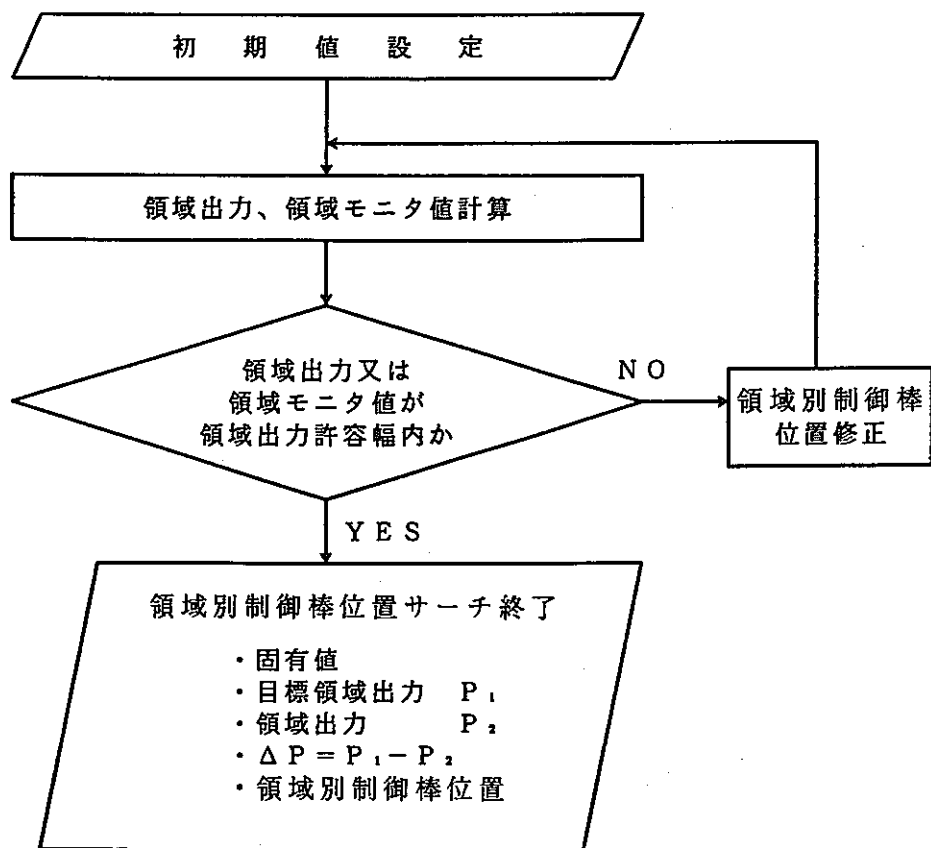 初期値設定
領域出力、領域モニタ値計算
領域出力又は
領域モニタ値が
領域出力許容幅内か
NO
領域別制御棒
位置修正
YES
領域別制御棒位置サーチ終了
・固有値
・目標領域出力 P₁
・領域出力 P₂
・ΔP=P₁-P₂
・領域別制御棒位置